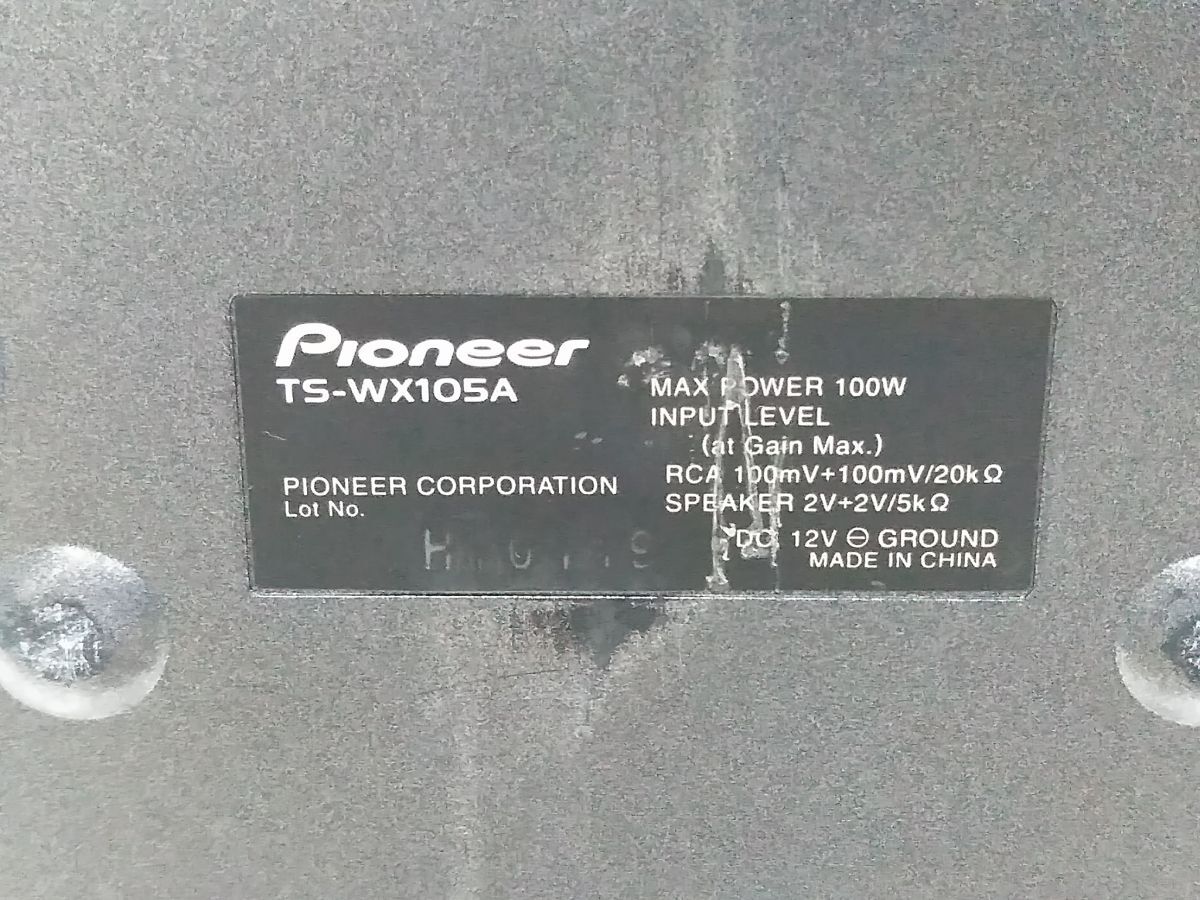 Pioneer
TS-WX105A
PIONEER CORPORATION
Lot No.
MAX POWER 100W
INPUT LEVEL
(at Gain Max.)
RCA 100mV+100mV/20kΩ
SPEAKER 2V+2V/5kΩ
DC 12V ⊖ GROUND
MADE IN CHINA